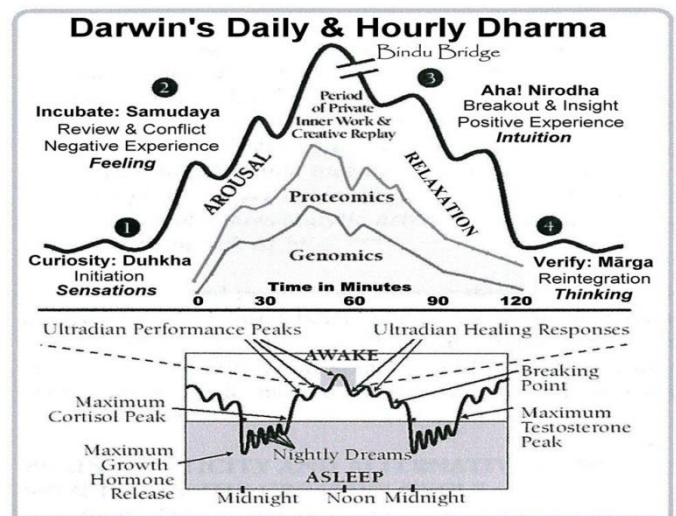 Darwin's Daily & Hourly Dharma
Bindu Bridge
2
3
Incubate: Samudaya
Review & Conflict
Negative Experience
Feeling
Period
of Private
Inner Work &
Creative Replay
Aha! Nirodha
Breakout & Insight
Positive Experience
Intuition
AROUSAL
RELAXATION
Proteomics
Genomics
1
4
Curiosity: Duhkha
Initiation
Sensations
Verify: Mārga
Reintegration
Thinking
Time in Minutes
0 30 60 90 120
Ultradian Performance Peaks
Ultradian Healing Responses
AWAKE
Breaking
Point
Maximum
Cortisol Peak
Maximum
Testosterone
Peak
Maximum
Growth
Hormone
Release
Nightly Dreams
ASLEEP
Midnight Noon Midnight